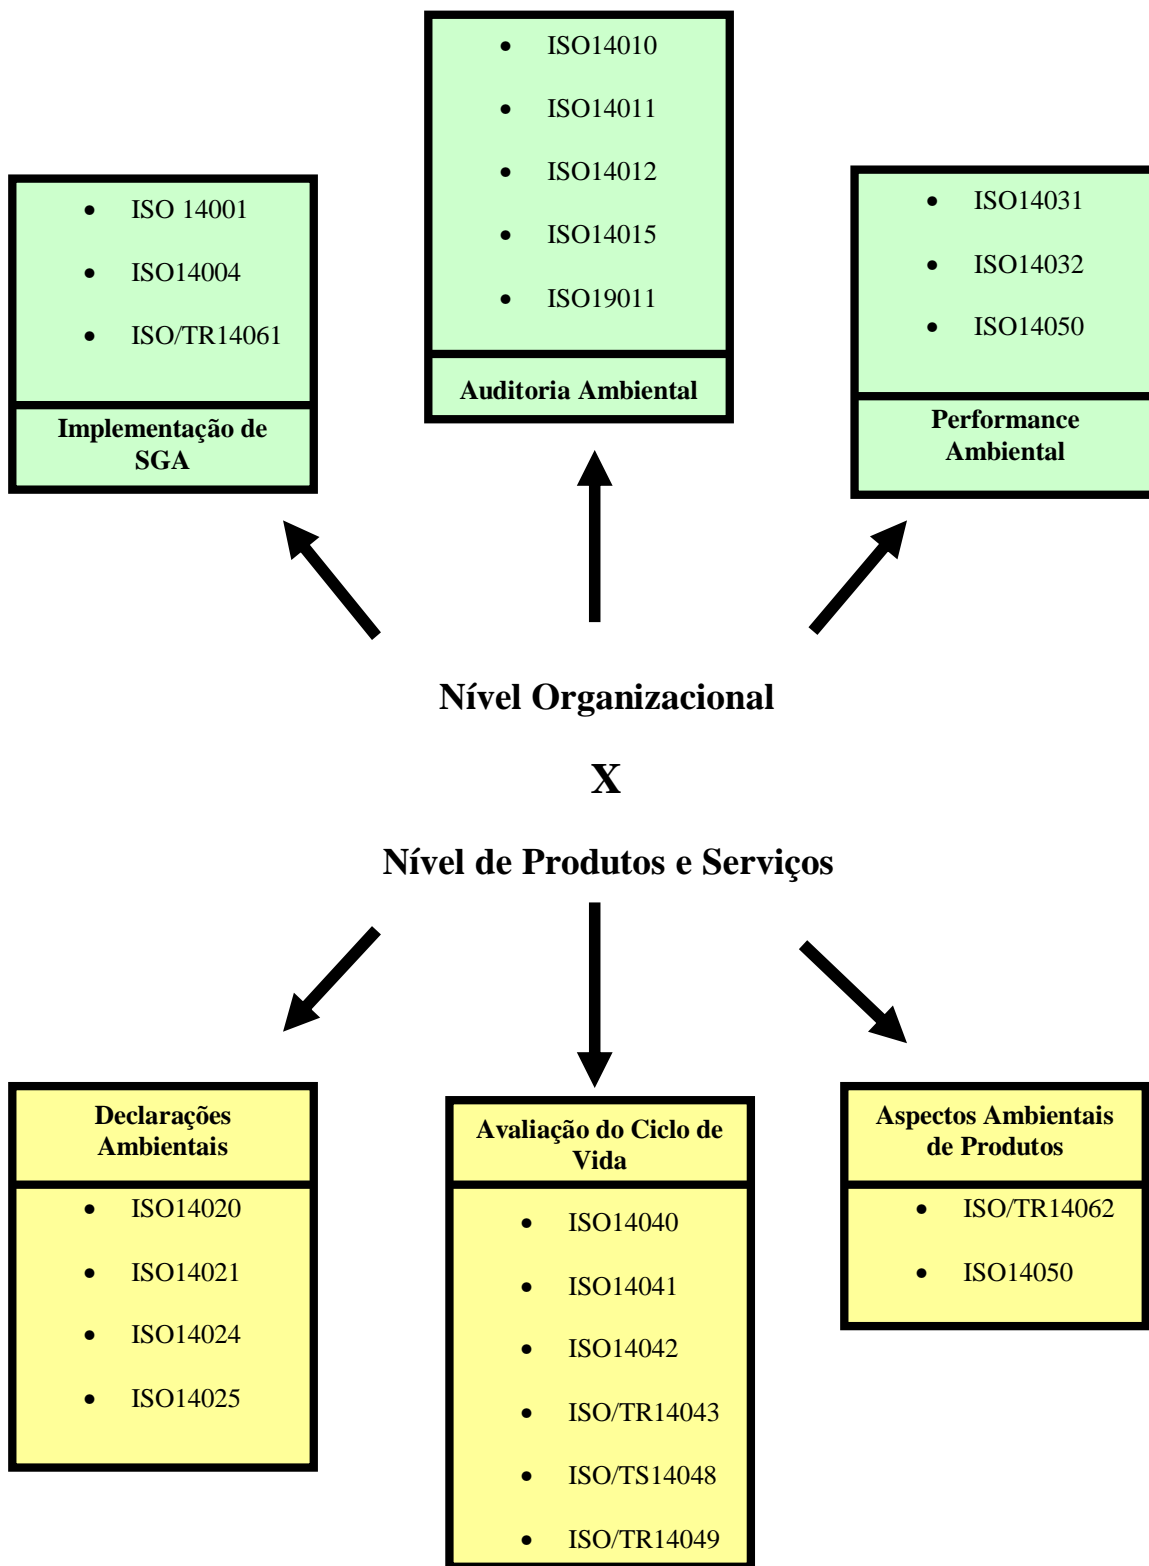 • ISO 14001
• ISO14004
• ISO/TR14061
Implementação de
SGA
• ISO14010
• ISO14011
• ISO14012
• ISO14015
• ISO19011
Auditoria Ambiental
• ISO14031
• ISO14032
• ISO14050
Performance
Ambiental
Nível Organizacional
X
Nível de Produtos e Serviços
Declarações
Ambientais
• ISO14020
• ISO14021
• ISO14024
• ISO14025
Avaliação do Ciclo de
Vida
• ISO14040
• ISO14041
• ISO14042
• ISO/TR14043
• ISO/TS14048
• ISO/TR14049
Aspectos Ambientais
de Produtos
• ISO/TR14062
• ISO14050